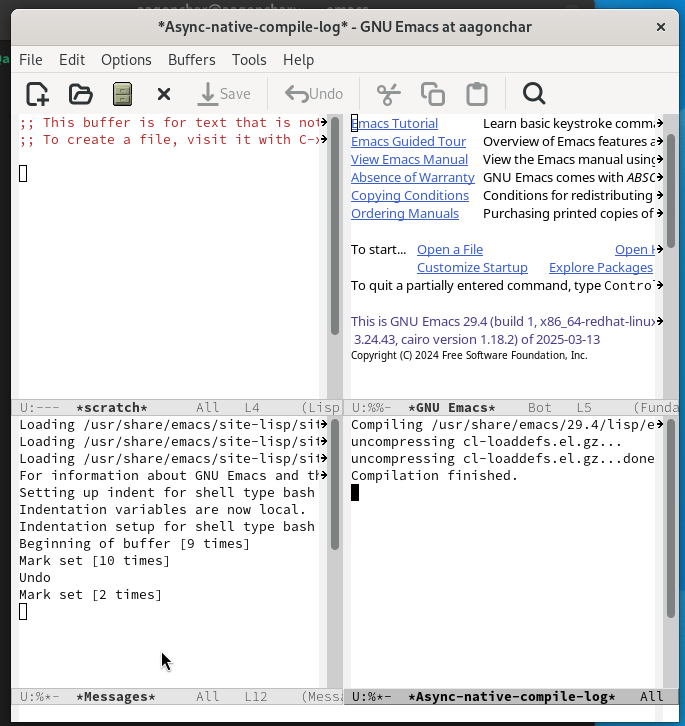 *Async-native-compile-log* - GNU Emacs at aagonchar
File Edit Options Buffers Tools Help
Save Undo
;; This buffer is for text that is not
;; To create a file, visit it with C-x
U:--- *scratch* All L4 (Lisp
Emacs Tutorial Learn basic keystroke comma
Emacs Guided Tour Overview of Emacs features a
View Emacs Manual View the Emacs manual using
Absence of Warranty GNU Emacs comes with ABSO
Copying Conditions Conditions for redistributing
Ordering Manuals Purchasing printed copies of
To start... Open a File Open H
Customize Startup Explore Packages
To quit a partially entered command, type Contro
This is GNU Emacs 29.4 (build 1, x86_64-redhat-linux
3.24.43, cairo version 1.18.2) of 2025-03-13
Copyright (C) 2024 Free Software Foundation, Inc.
U:%%- *GNU Emacs* Bot L5 (Funda
Loading /usr/share/emacs/site-lisp/sit
Loading /usr/share/emacs/site-lisp/sit
Loading /usr/share/emacs/site-lisp/sit
For information about GNU Emacs and th
Setting up indent for shell type bash
Indentation variables are now local.
Indentation setup for shell type bash
Beginning of buffer [9 times]
Mark set [10 times]
Undo
Mark set [2 times]
U:%*- *Messages* All L12 (Messa
Compiling /usr/share/emacs/29.4/lisp/e
uncompressing cl-loaddefs.el.gz...
uncompressing cl-loaddefs.el.gz...done
Compilation finished.
U:%*- *Async-native-compile-log* All